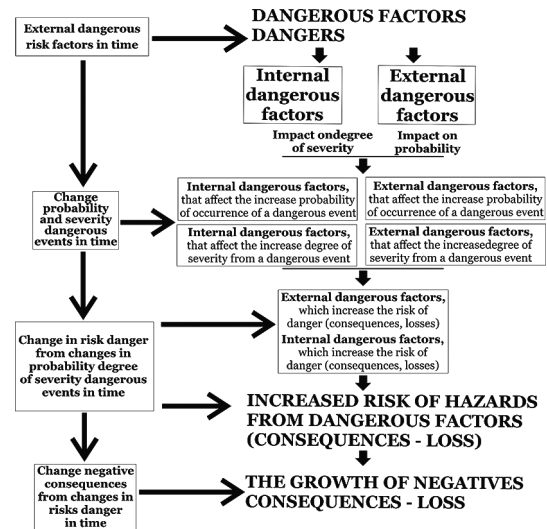 External dangerous
risk factors in time
DANGEROUS FACTORS
DANGERS
Internal
dangerous
factors
External
dangerous
factors
Impact ondegree
of severity
Impact on
probability
Change
probability
and severity
dangerous
events in time
Internal dangerous factors,
that affect the increase probability
of occurrence of a dangerous event
External dangerous factors,
that affect the increase probability
of occurrence of a dangerous event
Internal dangerous factors,
that affect the increase degree of
severity from a dangerous event
External dangerous factors,
that affect the increasedegree of
severity from a dangerous event
Change in risk danger
from changes in
probability degree
of severity dangerous
events in time
External dangerous factors,
which increase the risk of
danger (consequences, losses)
Internal dangerous factors,
which increase the risk of
danger (consequences, losses)
INCREASED RISK OF HAZARDS
FROM DANGEROUS FACTORS
(CONSEQUENCES - LOSS)
Change negative
consequences
from changes in
risks danger
in time
THE GROWTH OF NEGATIVES
CONSEQUENCES - LOSS